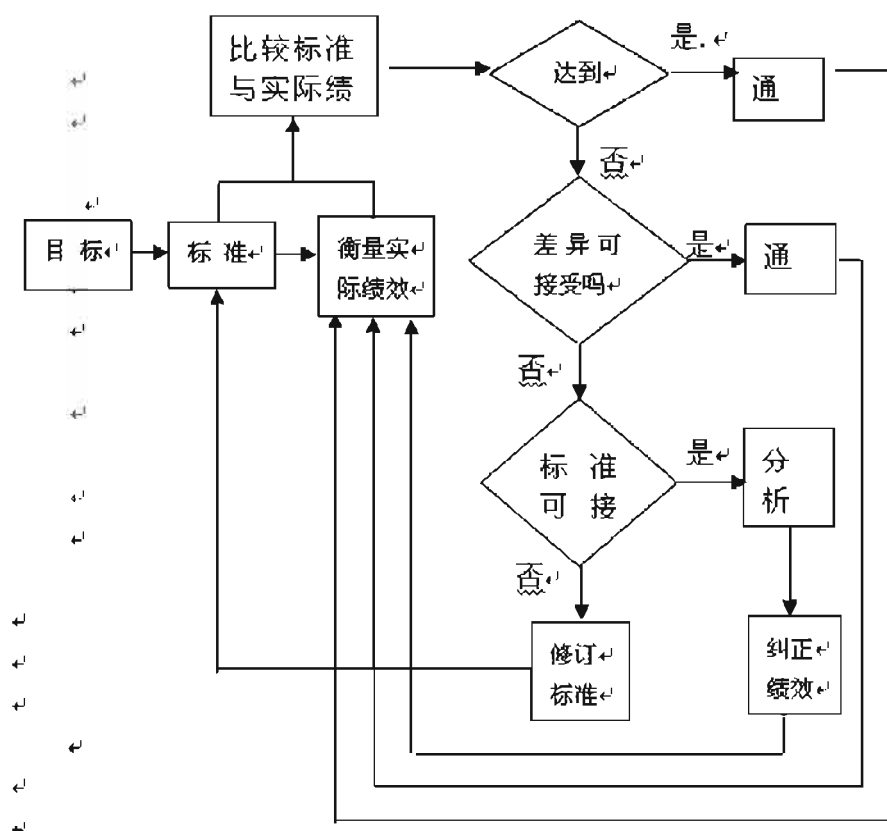 比较标准
与实际绩
达到
是.
通
否
目标
标准
衡量实
际绩效
差异可
接受吗
是
通
否
标准
可接
是
分
析
否
修订
标准
纠正
绩效